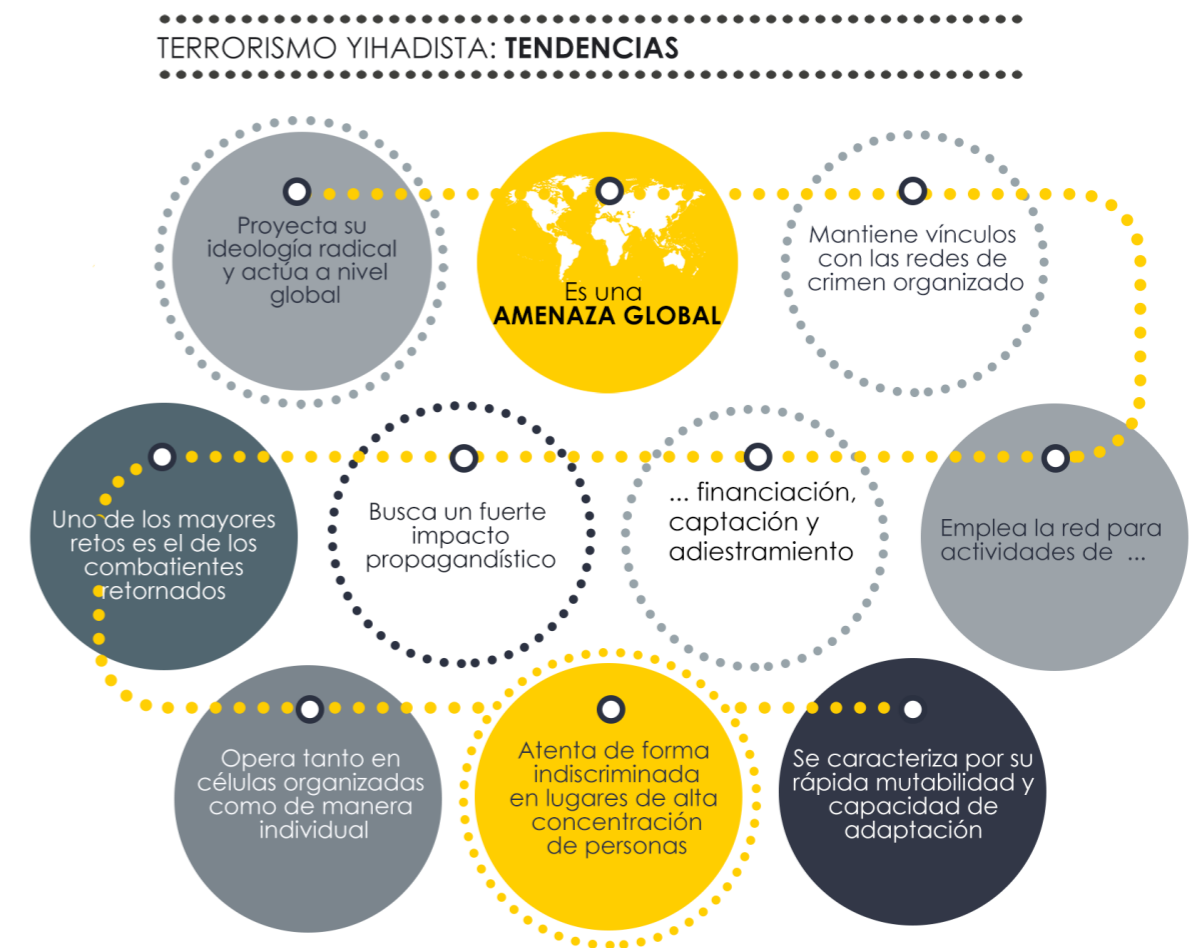 TERRORISMO YIHADISTA: TENDENCIAS
Proyecta su
ideología radical
y actúa a nivel
global
Es una
AMENAZA GLOBAL
Mantiene vínculos
con las redes de
crimen organizado
Emplea la red para
actividades de ...
... financiación,
captación y
adiestramiento
Busca un fuerte
impacto
propagandístico
Uno de los mayores
retos es el de los
combatientes
retornados
Opera tanto en
células organizadas
como de manera
individual
Atenta de forma
indiscriminada
en lugares de alta
concentración
de personas
Se caracteriza por su
rápida mutabilidad y
capacidad de
adaptación